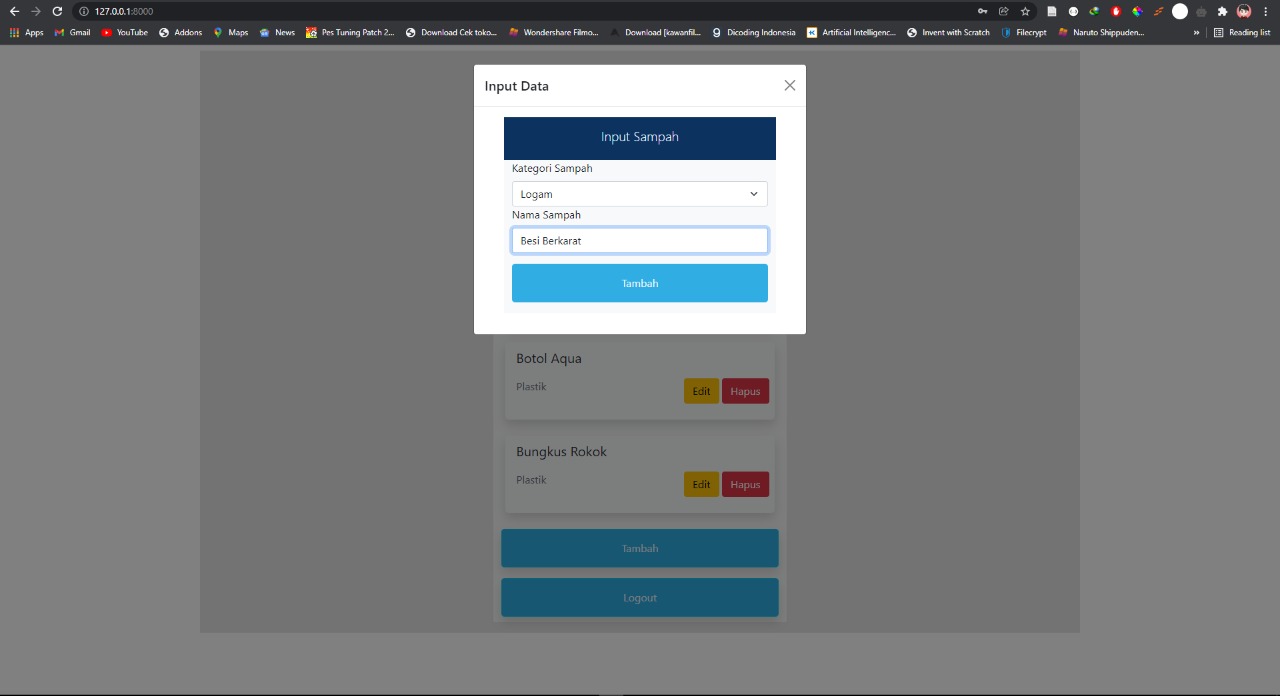 127.0.0.1:8000
Apps Gmail YouTube Addons Maps News Pes Tuning Patch 2... Download Cek toko... Wondershare Filmo... Download [kawanfil... Dicoding Indonesia Artificial Intelligenc... Invent with Scratch Filecrypt Naruto Shippuden... » Reading list
Input Data
Input Sampah
Kategori Sampah
Logam
Nama Sampah
Besi Berkarat
Tambah
Botol Aqua
Plastik
Edit Hapus
Bungkus Rokok
Plastik
Edit Hapus
Tambah
Logout